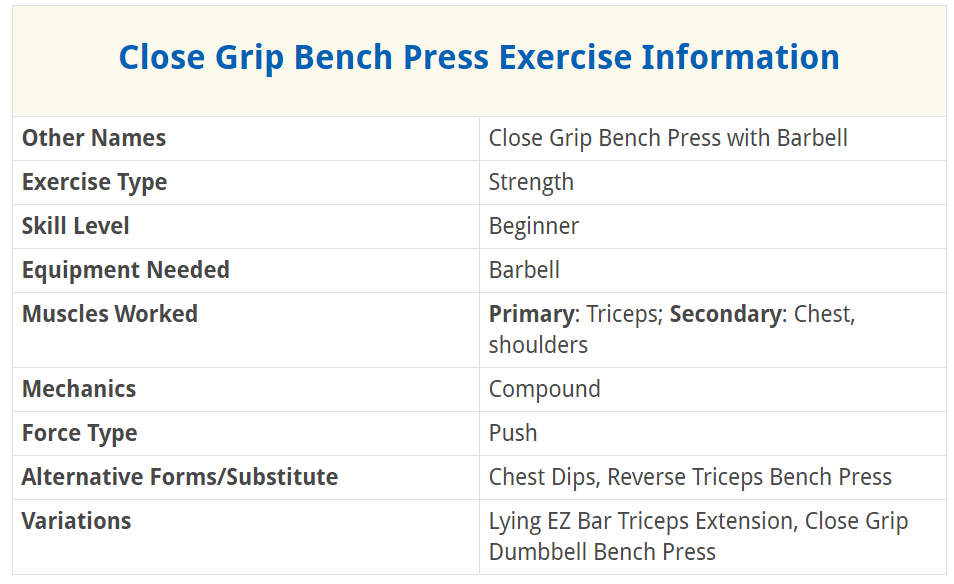 Close Grip Bench Press Exercise Information
Other Names
Close Grip Bench Press with Barbell
Exercise Type
Strength
Skill Level
Beginner
Equipment Needed
Barbell
Muscles Worked
Primary: Triceps; Secondary: Chest,
shoulders
Mechanics
Compound
Force Type
Push
Alternative Forms/Substitute
Chest Dips, Reverse Triceps Bench Press
Variations
Lying EZ Bar Triceps Extension, Close Grip
Dumbbell Bench Press